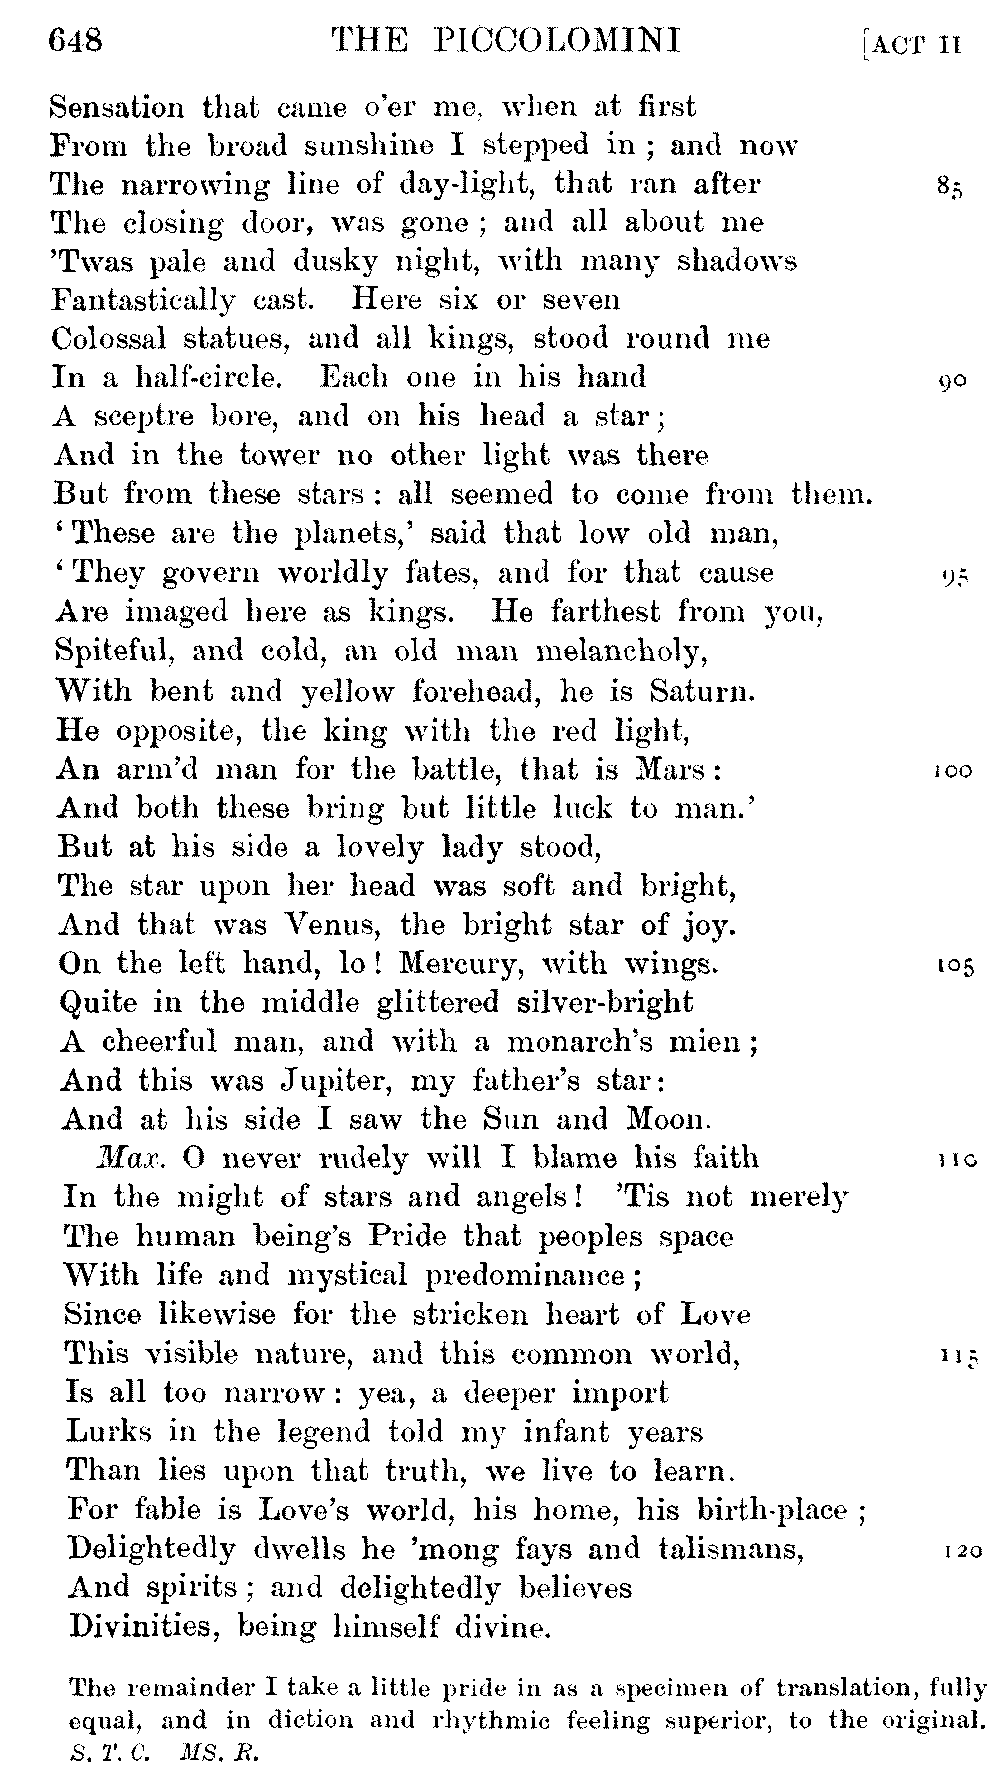 648 THE PICCOLOMINI [ACT II
Sensation that came o'er me, when at first
From the broad sunshine I stepped in ; and now
The narrowing line of day-light, that ran after 85
The closing door, was gone ; and all about me
'Twas pale and dusky night, with many shadows
Fantastically cast. Here six or seven
Colossal statues, and all kings, stood round me
In a half-circle. Each one in his hand 90
A sceptre bore, and on his head a star ;
And in the tower no other light was there
But from these stars : all seemed to come from them.
‘ These are the planets,’ said that low old man,
‘ They govern worldly fates, and for that cause 95
Are imaged here as kings. He farthest from you,
Spiteful, and cold, an old man melancholy,
With bent and yellow forehead, he is Saturn.
He opposite, the king with the red light,
An arm'd man for the battle, that is Mars : 100
And both these bring but little luck to man.’
But at his side a lovely lady stood,
The star upon her head was soft and bright,
And that was Venus, the bright star of joy.
On the left hand, lo ! Mercury, with wings. 105
Quite in the middle glittered silver-bright
A cheerful man, and with a monarch's mien ;
And this was Jupiter, my father's star :
And at his side I saw the Sun and Moon.
Max. O never rudely will I blame his faith 110
In the might of stars and angels ! 'Tis not merely
The human being's Pride that peoples space
With life and mystical predominance ;
Since likewise for the stricken heart of Love
This visible nature, and this common world, 115
Is all too narrow : yea, a deeper import
Lurks in the legend told my infant years
Than lies upon that truth, we live to learn.
For fable is Love's world, his home, his birth-place ;
Delightedly dwells he 'mong fays and talismans, 120
And spirits ; and delightedly believes
Divinities, being himself divine.
The remainder I take a little pride in as a specimen of translation, fully
equal, and in diction and rhythmic feeling superior, to the original.
S. T. C. MS. R.